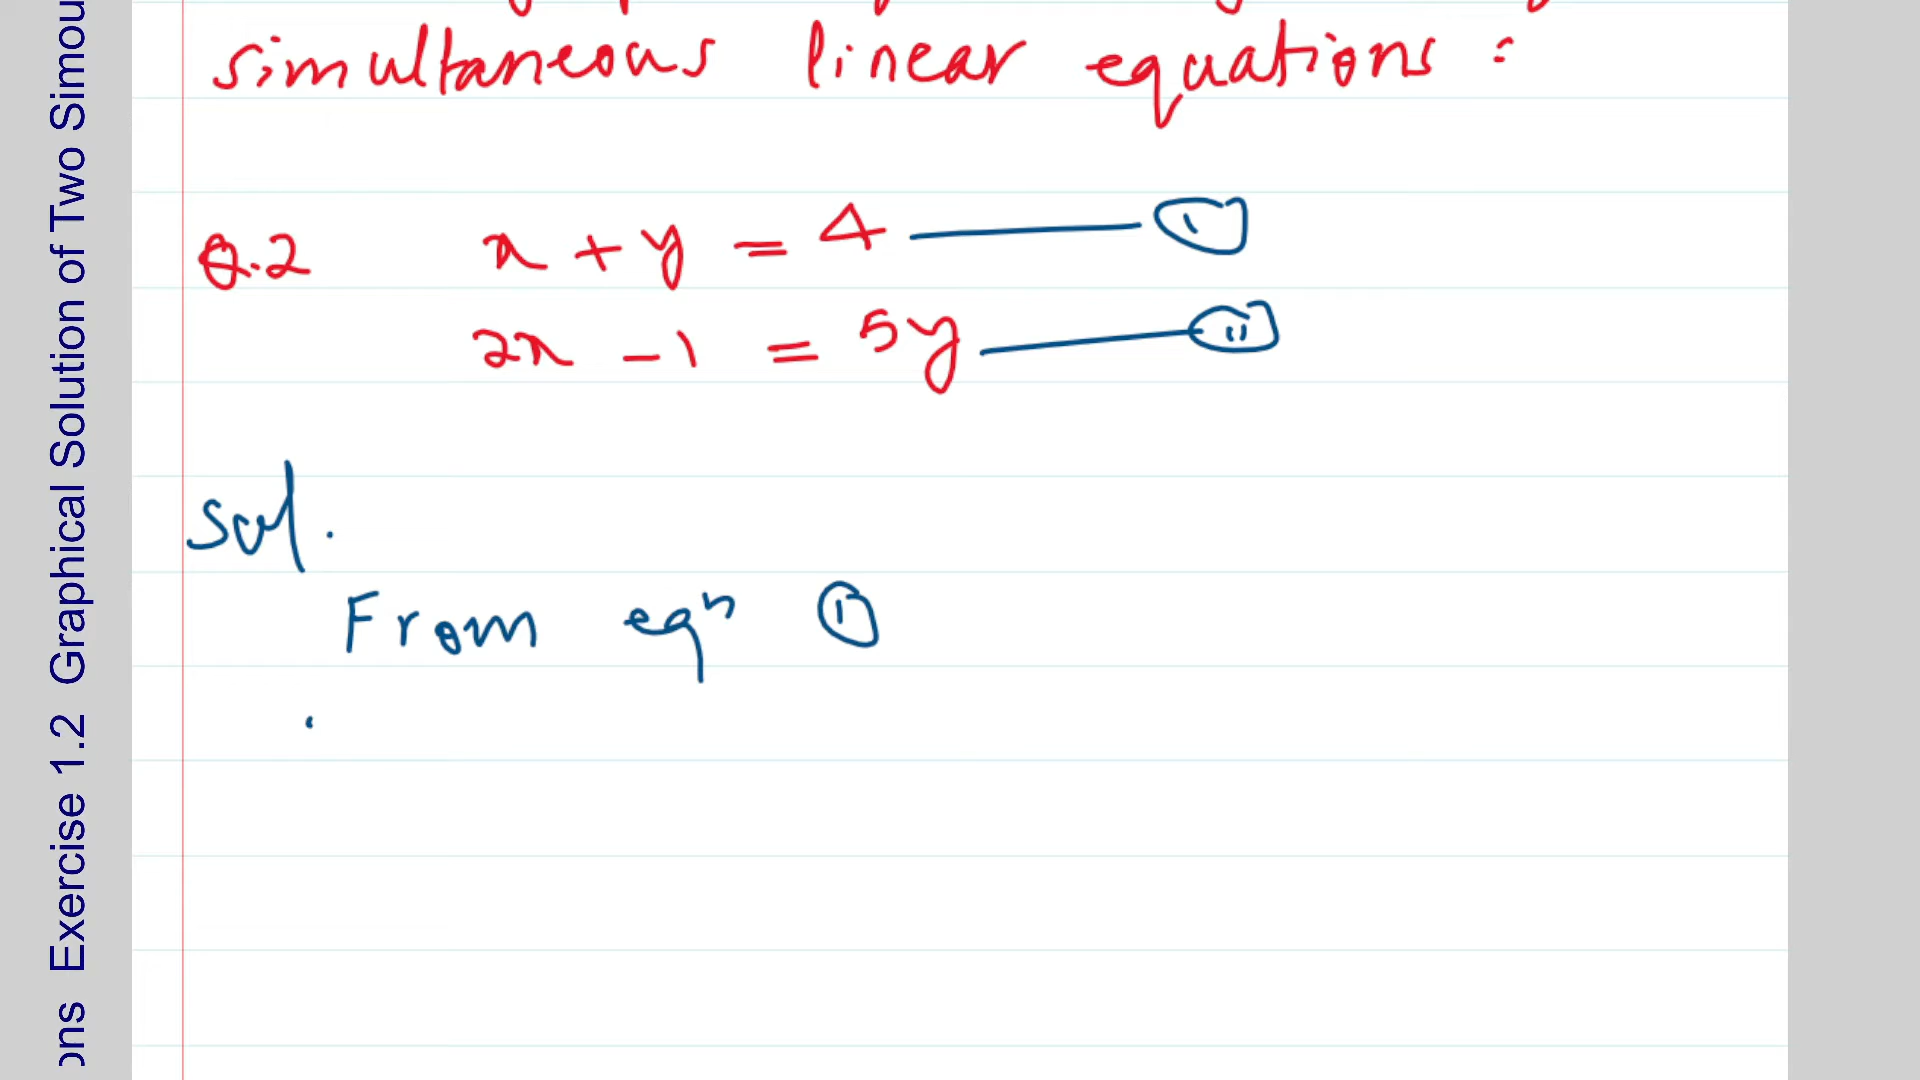 simultaneous linear equations :
Q.2 x + y = 4 — (i)
2x - 1 = 5y — (ii)
Sol.
From eqⁿ (i)
ons Exercise 1.2 Graphical Solution of Two Simou